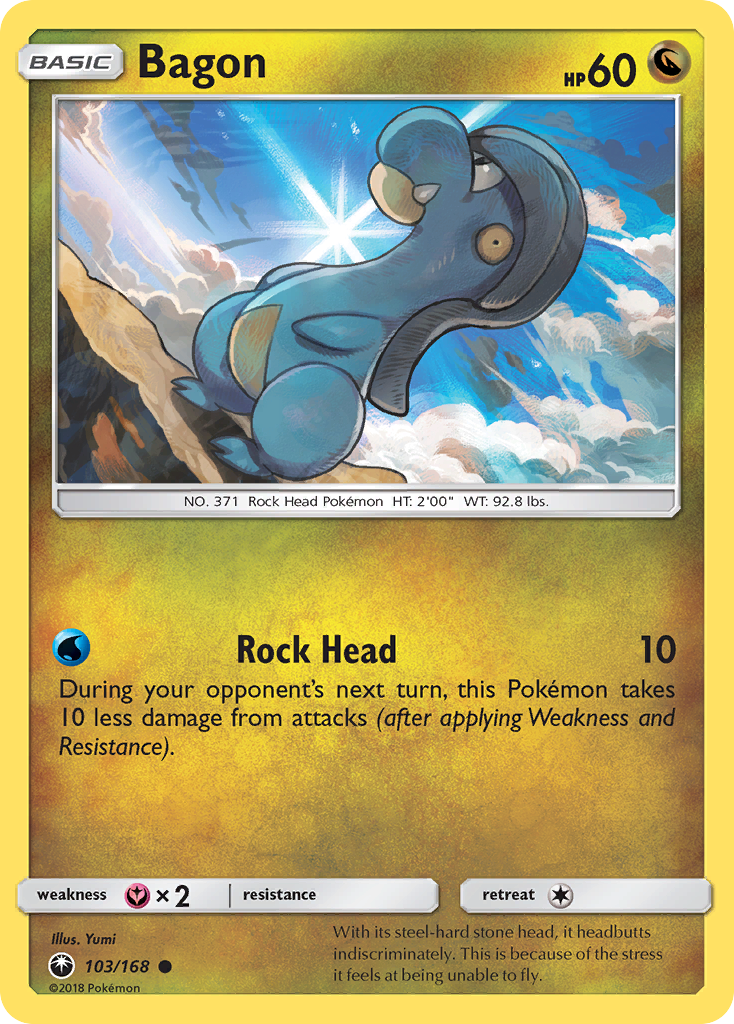 BASIC Bagon HP60
NO. 371 Rock Head Pokémon HT: 2'00" WT: 92.8 lbs.
Rock Head 10
During your opponent's next turn, this Pokémon takes
10 less damage from attacks (after applying Weakness and
Resistance).
weakness ×2 resistance retreat
Illus. Yumi
103/168
©2018 Pokémon
With its steel-hard stone head, it headbutts
indiscriminately. This is because of the stress
it feels at being unable to fly.